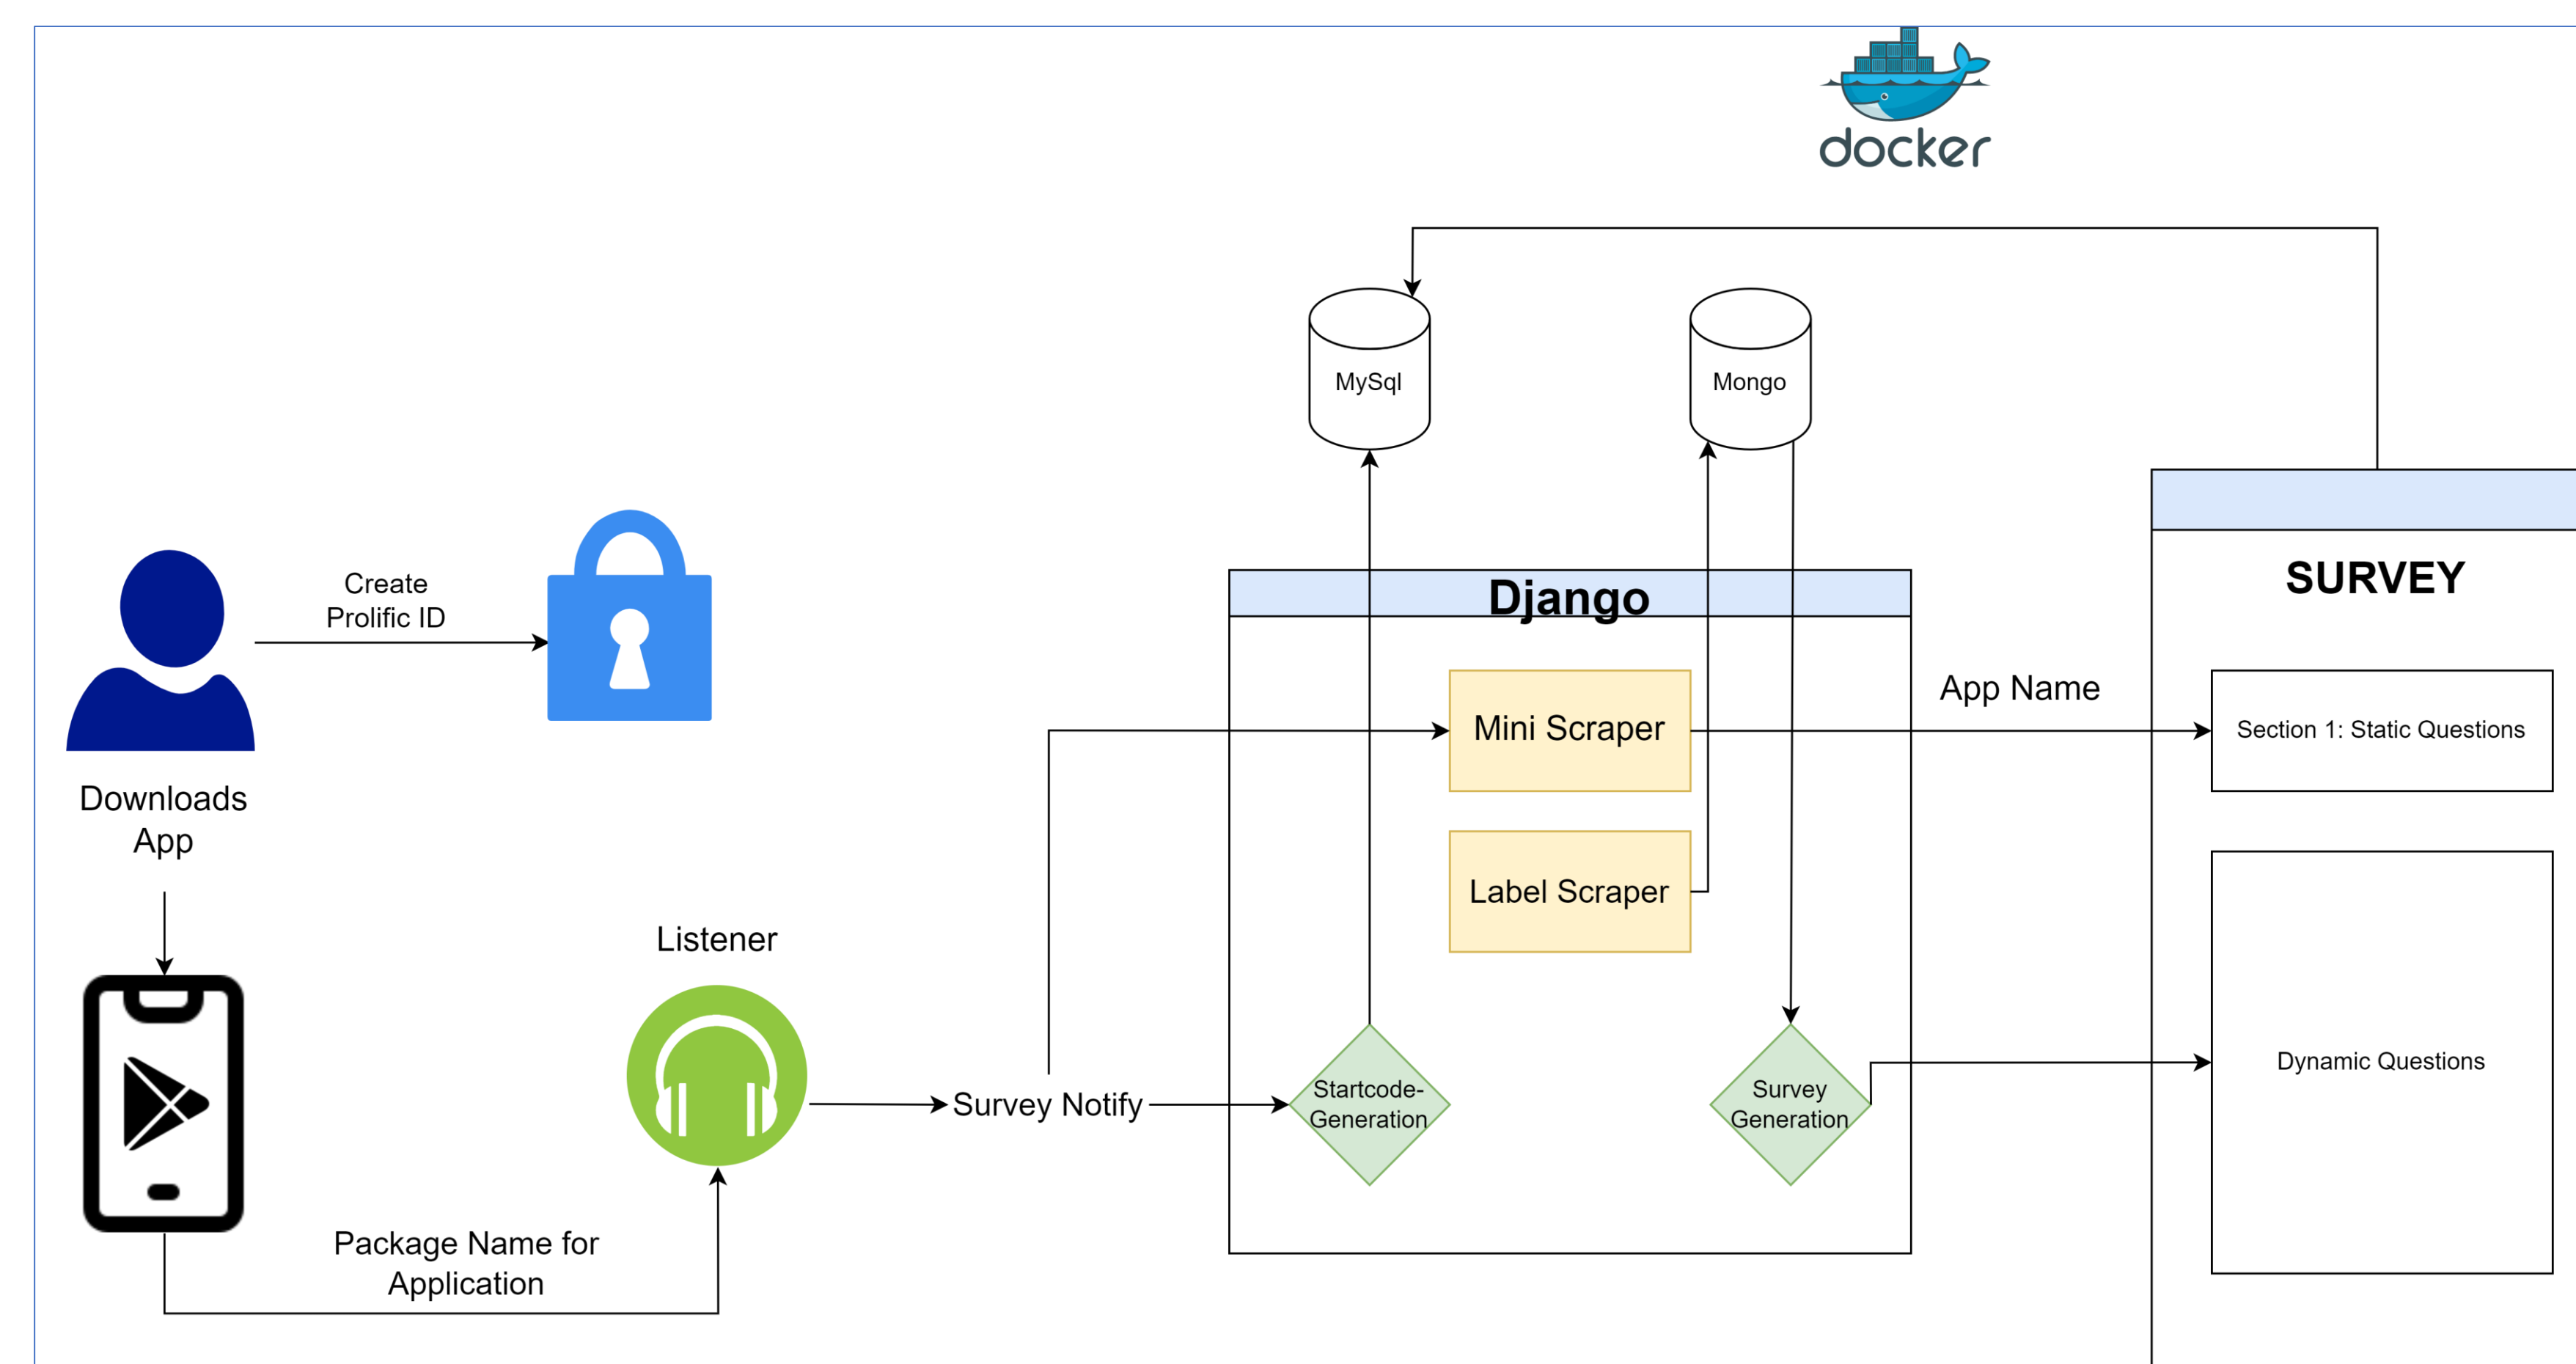 docker
MySql
Mongo
Create
Prolific ID
Downloads
App
Listener
Package Name for
Application
Survey Notify
Django
Mini Scraper
Label Scraper
Startcode-
Generation
Survey
Generation
App Name
SURVEY
Section 1: Static Questions
Dynamic Questions